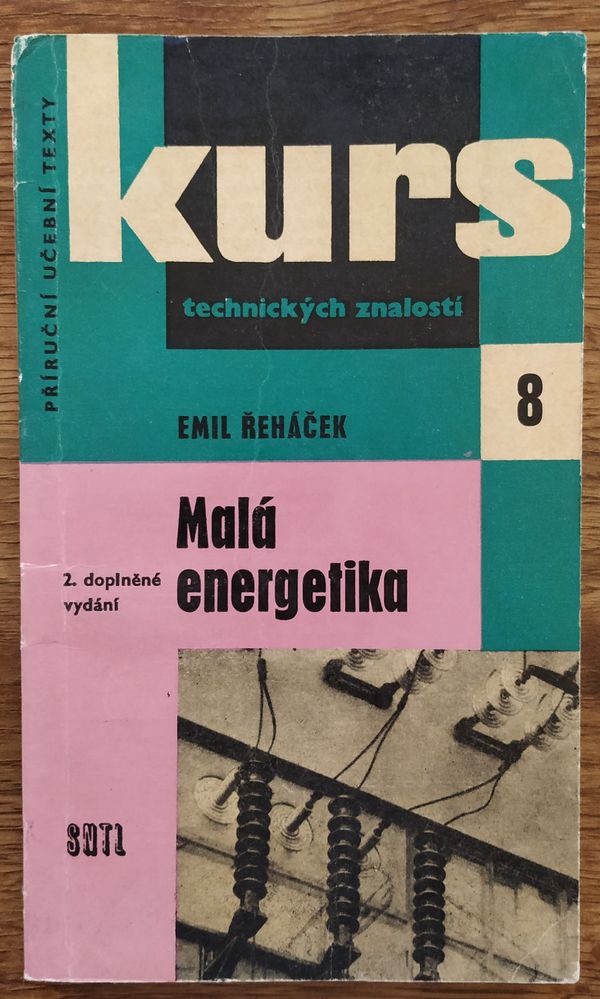 PŘÍRUČNÍ UČEBNÍ TEXTY
kurs
technických znalostí
8
EMIL ŘEHÁČEK
Malá
energetika
2. doplněné
vydání
SNTL